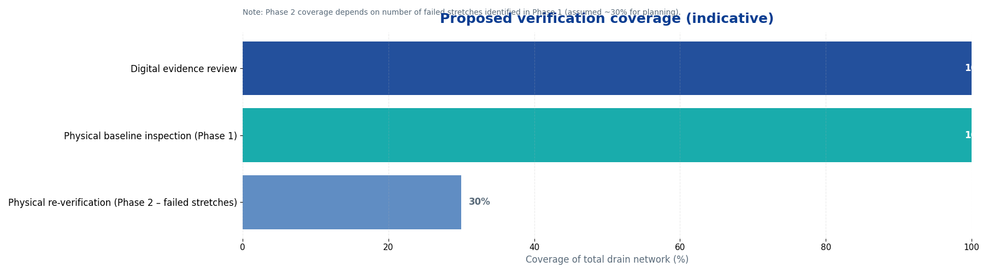 Note: Phase 2 coverage depends on number of failed stretches identified in Phase 1 (assumed ~30% for planning).
Proposed verification coverage (indicative)
Digital evidence review
Physical baseline inspection (Phase 1)
Physical re-verification (Phase 2 – failed stretches)
30%
0 20 40 60 80 100
Coverage of total drain network (%)